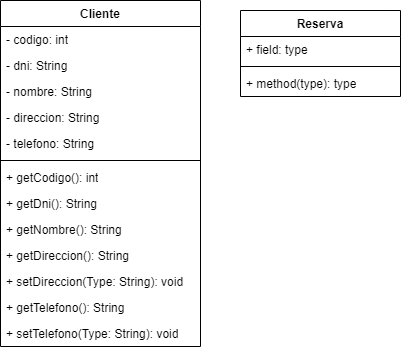 Cliente
- codigo: int
- dni: String
- nombre: String
- direccion: String
- telefono: String
+ getCodigo(): int
+ getDni(): String
+ getNombre(): String
+ getDireccion(): String
+ setDireccion(Type: String): void
+ getTelefono(): String
+ setTelefono(Type: String): void
Reserva
+ field: type
+ method(type): type